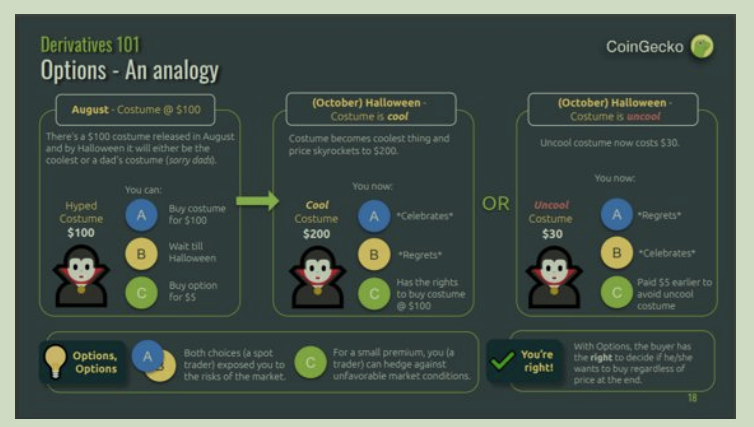 Derivatives 101
Options - An analogy
CoinGecko
August - Costume @ $100
There's a $100 costume released in August
and by Halloween it will either be the
coolest or a dad's costume (sorry dads).
You can:
Hyped
Costume
$100
A
Buy costume
for $100
B
Wait till
Halloween
C
Buy option
for $5
(October) Halloween -
Costume is cool
Costume becomes coolest thing and
price skyrockets to $200.
You now:
Cool
Costume
$200
A
*Celebrates*
B
*Regrets*
C
Has the rights
to buy costume
@ $100
OR
(October) Halloween -
Costume is uncool
Uncool costume now costs $30.
You now:
Uncool
Costume
$30
A
*Regrets*
B
*Celebrates*
C
Paid $5 earlier to
avoid uncool
costume
Options,
Options
A
B
Both choices (a spot
trader) exposed you to
the risks of the market.
C
For a small premium, you (a
trader) can hedge against
unfavorable market conditions.
You're
right!
With Options, the buyer has
the right to decide if he/she
wants to buy regardless of
price at the end.
18